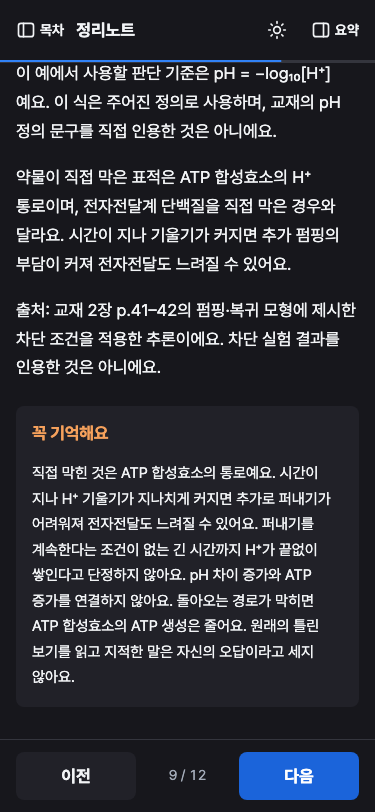 목차 정리노트 요약
이 예에서 사용할 판단 기준은 pH = −log₁₀[H⁺]
예요. 이 식은 주어진 정의로 사용하며, 교재의 pH
정의 문구를 직접 인용한 것은 아니에요.
약물이 직접 막은 표적은 ATP 합성효소의 H⁺
통로이며, 전자전달계 단백질을 직접 막은 경우와
달라요. 시간이 지나 기울기가 커지면 추가 펌핑의
부담이 커져 전자전달도 느려질 수 있어요.
출처: 교재 2장 p.41–42의 펌핑·복귀 모형에 제시한
차단 조건을 적용한 추론이에요. 차단 실험 결과를
인용한 것은 아니에요.
꼭 기억해요
직접 막힌 것은 ATP 합성효소의 통로예요. 시간이
지나 H⁺ 기울기가 지나치게 커지면 추가로 퍼내기가
어려워져 전자전달도 느려질 수 있어요. 퍼내기를
계속한다는 조건이 없는 긴 시간까지 H⁺가 끝없이
쌓인다고 단정하지 않아요. pH 차이 증가와 ATP
증가를 연결하지 않아요. 돌아오는 경로가 막히면
ATP 합성효소의 ATP 생성은 줄어요. 원래의 틀린
보기를 읽고 지적한 말은 자신의 오답이라고 세지
않아요.
이전 9 / 12 다음